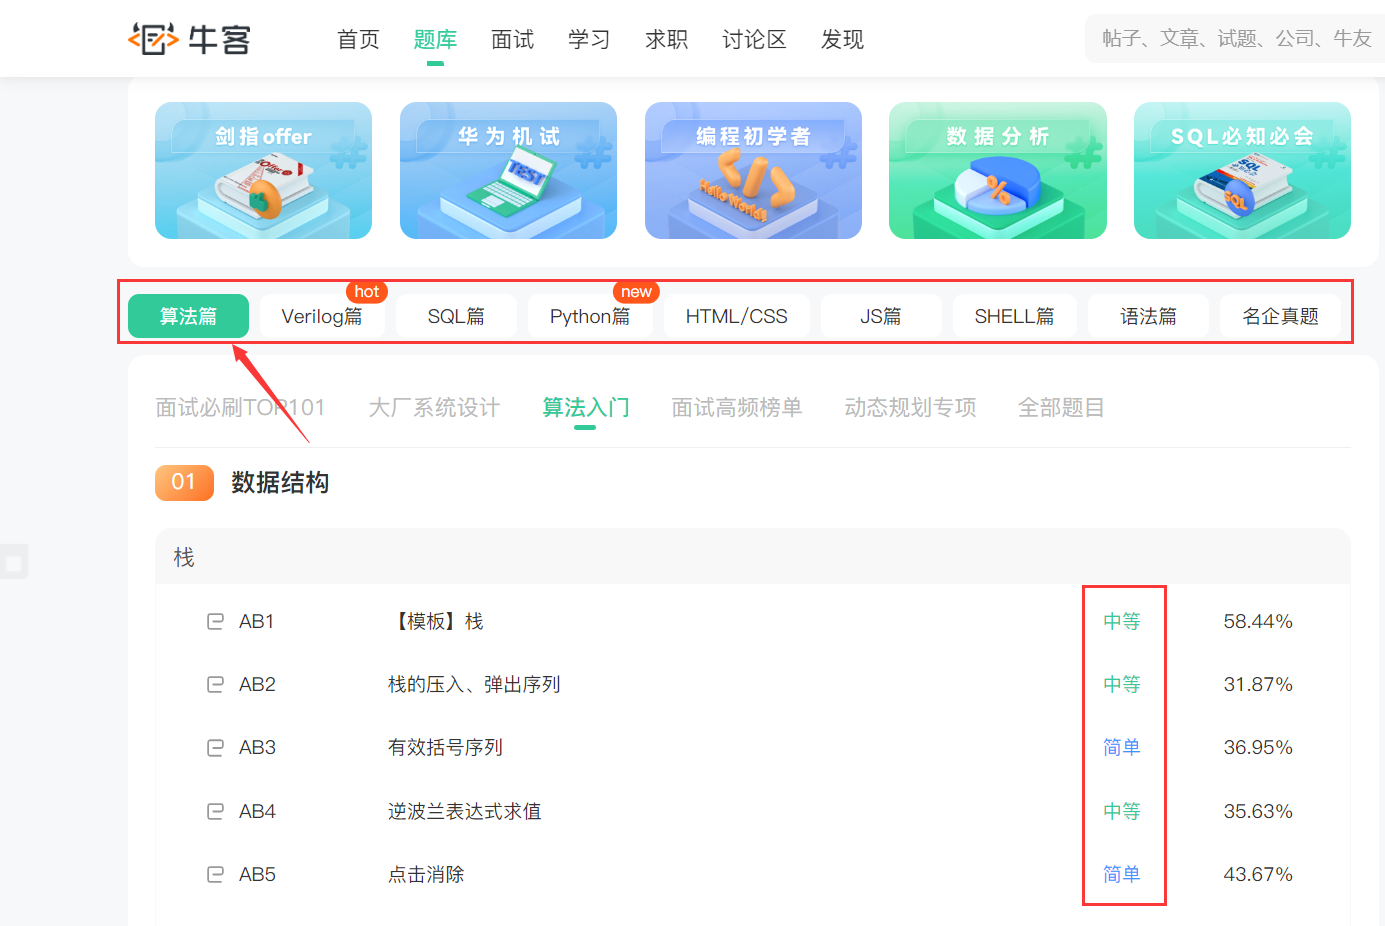 牛客
首页 题库 面试 学习 求职 讨论区 发现
帖子、文章、试题、公司、牛友
剑指offer 华为机试 编程初学者 数据分析 SQL必知必会
Offer TEST </> Hello World! % SQL SQL
hot new
算法篇 Verilog篇 SQL篇 Python篇 HTML/CSS JS篇 SHELL篇 语法篇 名企真题
面试必刷TOP101 大厂系统设计 算法入门 面试高频榜单 动态规划专项 全部题目
01 数据结构
栈
AB1 【模板】栈 中等 58.44%
AB2 栈的压入、弹出序列 中等 31.87%
AB3 有效括号序列 简单 36.95%
AB4 逆波兰表达式求值 中等 35.63%
AB5 点击消除 简单 43.67%